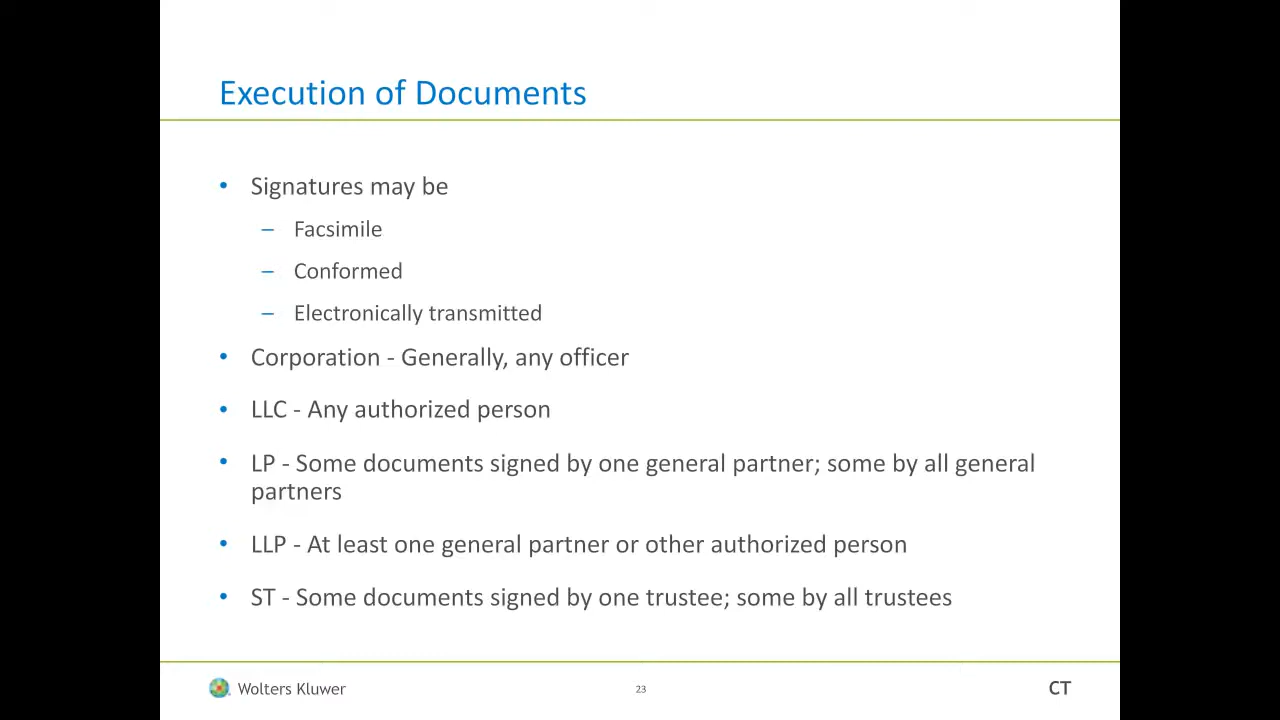 Execution of Documents
• Signatures may be
– Facsimile
– Conformed
– Electronically transmitted
• Corporation - Generally, any officer
• LLC - Any authorized person
• LP - Some documents signed by one general partner; some by all general
partners
• LLP - At least one general partner or other authorized person
• ST - Some documents signed by one trustee; some by all trustees
Wolters Kluwer
23
CT